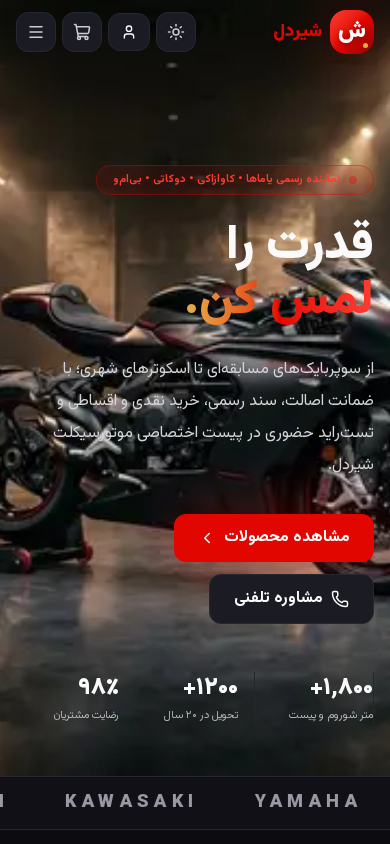 ش
شیردل
نماینده رسمی یاماها • کاوازاکی • دوکاتی • بی‌ام‌و
قدرت را
لمس کن.
از سوپربایک‌های مسابقه‌ای تا اسکوترهای شهری؛ با
ضمانت اصالت، سند رسمی، خرید نقدی و اقساطی و
تست‌راید حضوری در پیست اختصاصی موتورسیکلت
شیردل.
مشاهده محصولات
مشاوره تلفنی
+۱,۸۰۰
متر شوروم و پیست
+۱۲۰۰
تحویل در ۲۰ سال
۹۸٪
رضایت مشتریان
YAMAHA
KAWASAKI